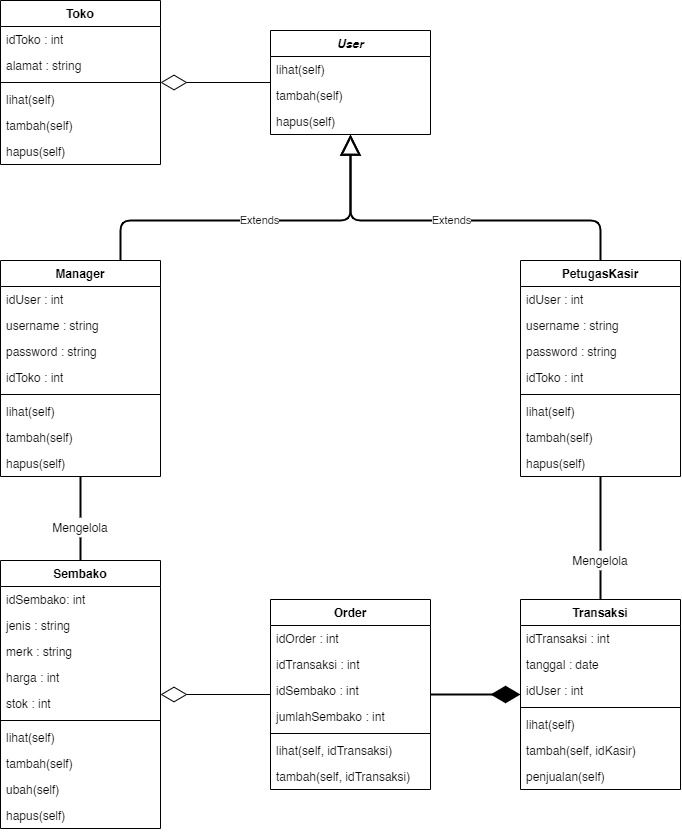 Toko
idToko : int
alamat : string
lihat(self)
tambah(self)
hapus(self)
User
lihat(self)
tambah(self)
hapus(self)
Extends
Extends
Manager
idUser : int
username : string
password : string
idToko : int
lihat(self)
tambah(self)
hapus(self)
PetugasKasir
idUser : int
username : string
password : string
idToko : int
lihat(self)
tambah(self)
hapus(self)
Mengelola
Mengelola
Sembako
idSembako: int
jenis : string
merk : string
harga : int
stok : int
lihat(self)
tambah(self)
ubah(self)
hapus(self)
Order
idOrder : int
idTransaksi : int
idSembako : int
jumlahSembako : int
lihat(self, idTransaksi)
tambah(self, idTransaksi)
Transaksi
idTransaksi : int
tanggal : date
idUser : int
lihat(self)
tambah(self, idKasir)
penjualan(self)